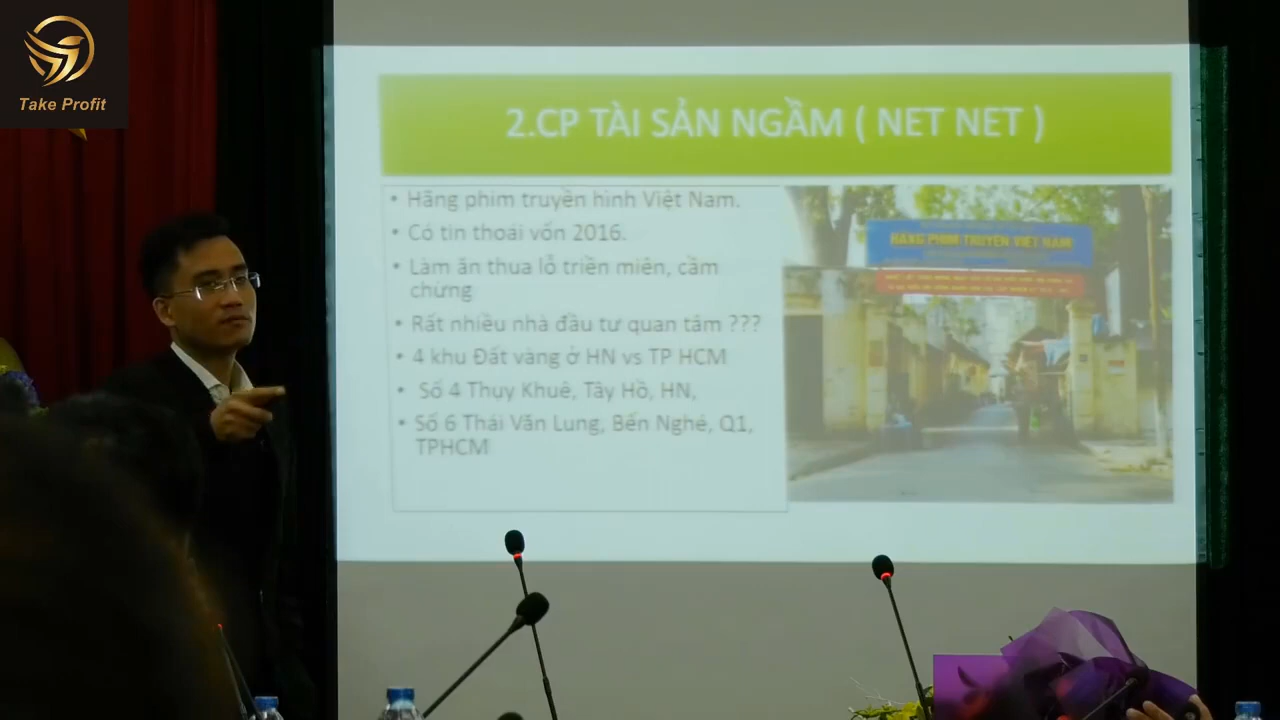 Take Profit
2.CP TÀI SẢN NGẦM ( NET NET )
• Hãng phim truyền hình Việt Nam.
• Có tin thoái vốn 2016.
• Làm ăn thua lỗ triền miên, cầm
chừng
• Rất nhiều nhà đầu tư quan tâm ???
• 4 khu Đất vàng ở HN vs TP HCM
• Số 4 Thụy Khuê, Tây Hồ, HN,
• Số 6 Thái Văn Lung, Bến Nghé, Q1,
TPHCM
HÃNG PHIM TRUYỆN VIỆT NAM